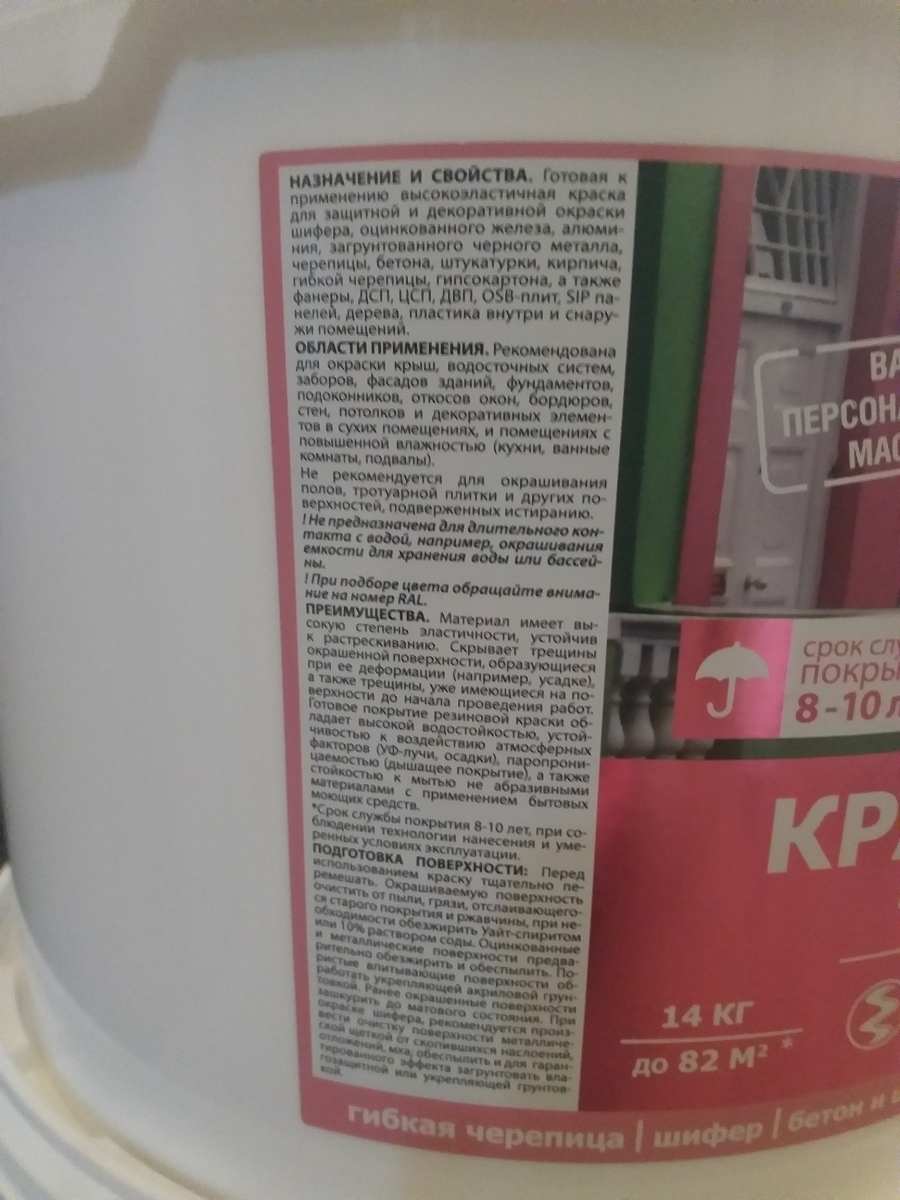 НАЗНАЧЕНИЕ И СВОЙСТВА. Готовая к
применению высокоэластичная краска
для защитной и декоративной окраски
шифера, оцинкованного железа, алюми-
ния, загрунтованного черного металла,
черепицы, бетона, штукатурки, кирпича,
гибкой черепицы, гипсокартона, а также
фанеры, ДСП, ЦСП, ДВП, OSB-плит, SIP па-
нелей, дерева, пластика внутри и снару-
жи помещений.
ОБЛАСТИ ПРИМЕНЕНИЯ. Рекомендована
для окраски крыш, водосточных систем,
заборов, фасадов зданий, фундаментов,
подоконников, откосов окон, бордюров,
стен, потолков и декоративных элемен-
тов в сухих помещениях, и помещениях с
повышенной влажностью (кухни, ванные
комнаты, подвалы).
Не рекомендуется для окрашивания
полов, тротуарной плитки и других по-
верхностей, подверженных истиранию.
! Не предназначена для длительного кон-
такта с водой, например, окрашивания
емкости для хранения воды или бассей-
ны.
! При подборе цвета обращайте внима-
ние на номер RAL.
ПРЕИМУЩЕСТВА. Материал имеет вы-
сокую степень эластичности, устойчив
к растрескиванию. Скрывает трещины
окрашенной поверхности, образующиеся
при ее деформации (например, усадке),
а также трещины, уже имеющиеся на по-
верхности до начала проведения работ.
Готовое покрытие резиновой краски об-
ладает высокой водостойкостью, устой-
чивостью к воздействию атмосферных
факторов (УФ-лучи, осадки), паропрони-
цаемостью (дышащее покрытие), а также
стойкостью к мытью не абразивными
материалами с применением бытовых
моющих средств.
*Срок службы покрытия 8-10 лет, при со-
блюдении технологии нанесения и уме-
ренных условиях эксплуатации.
ПОДГОТОВКА ПОВЕРХНОСТИ: Перед
использованием краску тщательно пе-
ремешать. Окрашиваемую поверхность
очистить от пыли, грязи, отслаивающего-
ся старого покрытия и ржавчины, при не-
обходимости обезжирить Уайт-спиритом
или 10% раствором соды. Оцинкованные
и металлические поверхности предва-
рительно обезжирить и обеспылить. По-
ристые впитывающие поверхности об-
работать укрепляющей акриловой грун-
товкой. Ранее окрашенные поверхности
зашкурить до матового состояния. При
окраске шифера, рекомендуется произ-
вести очистку поверхности металличе-
ской щеткой от скопившихся наслоений,
отложений, мха, обеспылить и для гаран-
тированного эффекта загрунтовать вла-
гозащитной или укрепляющей грунтов-
кой.
ВА
ПЕРСОНА
МАС
срок слу
покры
8-10 л
КРА
14 КГ
до 82 М² *
гибкая черепица | шифер | бетон и ц